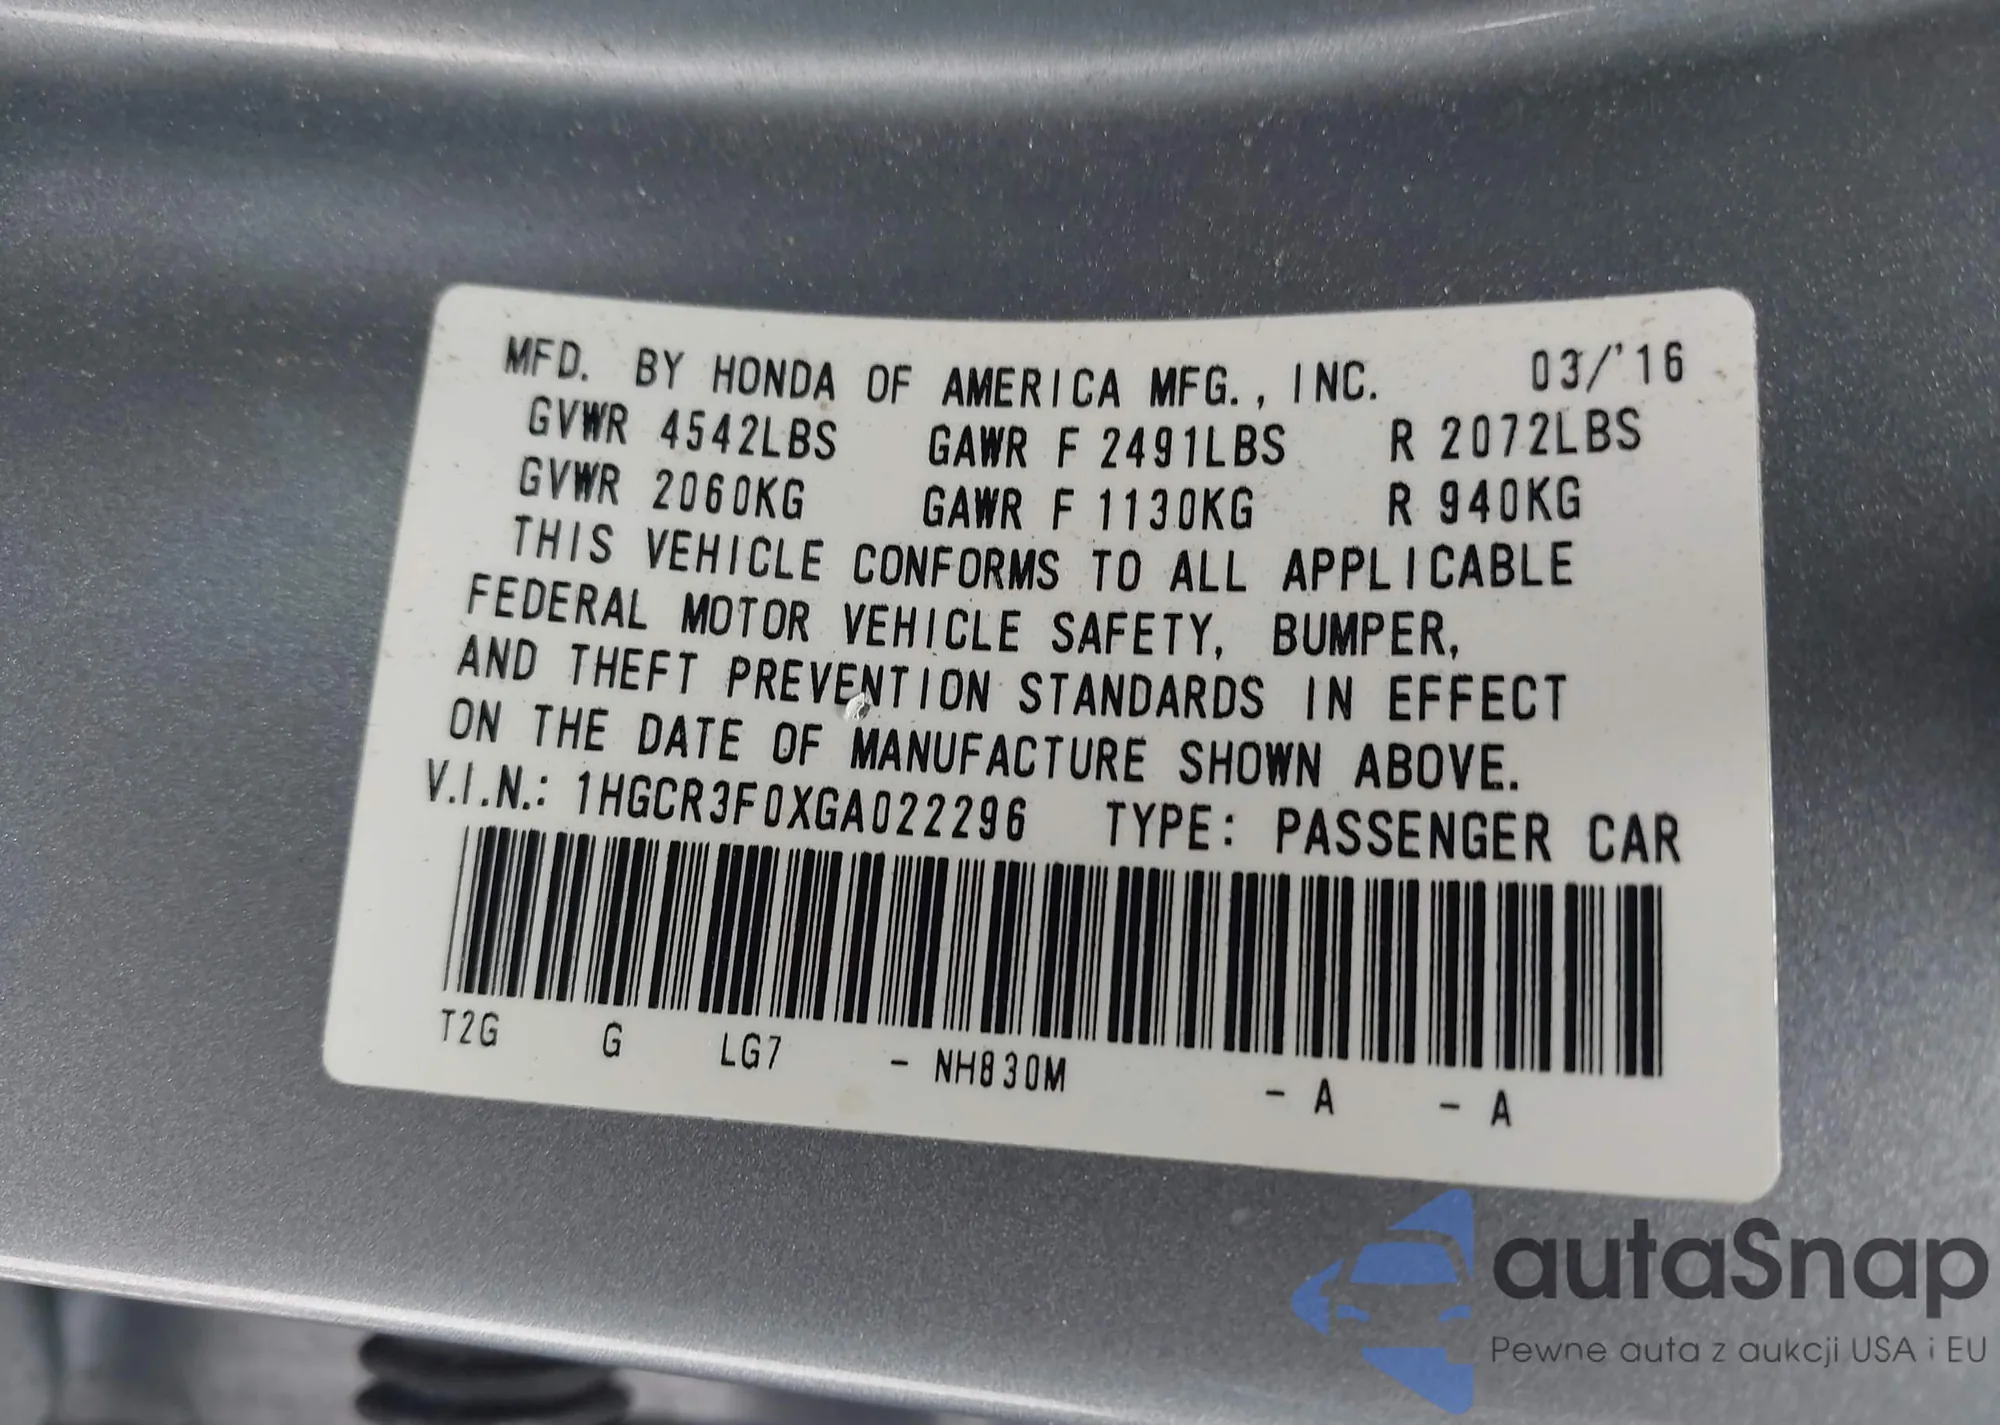 MFD. BY HONDA OF AMERICA MFG., INC. 03/'16
GVWR 4542LBS GAWR F 2491LBS R 2072LBS
GVWR 2060KG GAWR F 1130KG R 940KG
THIS VEHICLE CONFORMS TO ALL APPLICABLE
FEDERAL MOTOR VEHICLE SAFETY, BUMPER,
AND THEFT PREVENTION STANDARDS IN EFFECT
ON THE DATE OF MANUFACTURE SHOWN ABOVE.
V.I.N.: 1HGCR3F0XGA022296 TYPE: PASSENGER CAR
T2G G LG7 - NH830M - A - A
autaSnap
Pewne auta z aukcji USA i EU